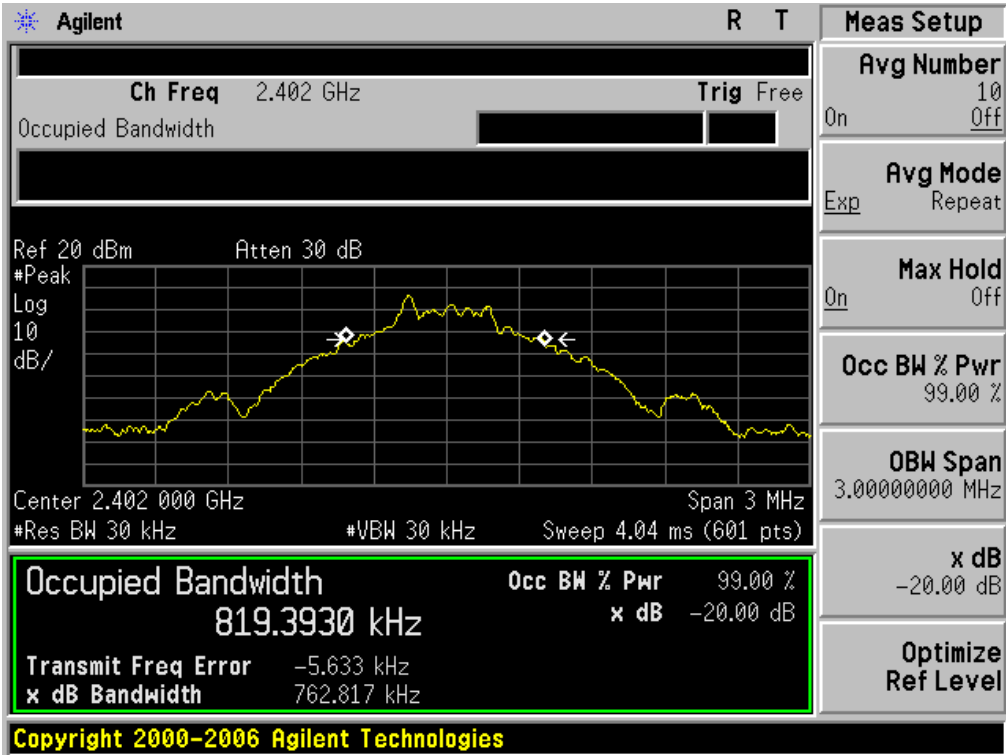 Agilent R T
Ch Freq 2.402 GHz Trig Free
Occupied Bandwidth
Ref 20 dBm Atten 30 dB
#Peak
Log
10
dB/
Center 2.402 000 GHz Span 3 MHz
#Res BW 30 kHz #VBW 30 kHz Sweep 4.04 ms (601 pts)
Occupied Bandwidth Occ BW % Pwr 99.00 %
819.3930 kHz x dB -20.00 dB
Transmit Freq Error -5.633 kHz
x dB Bandwidth 762.817 kHz
Copyright 2000-2006 Agilent Technologies
Meas Setup
Avg Number
10
On Off
Avg Mode
Exp Repeat
Max Hold
On Off
Occ BW % Pwr
99.00 %
OBW Span
3.00000000 MHz
x dB
-20.00 dB
Optimize
Ref Level